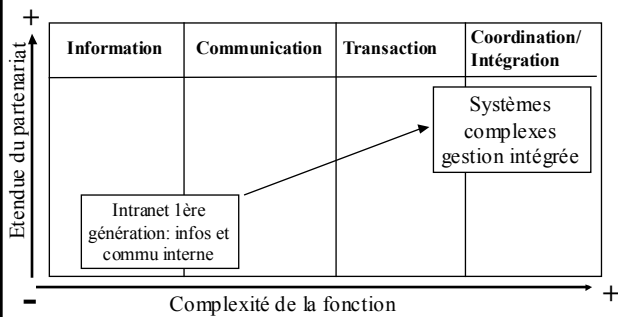 +
Information
Communication
Transaction
Coordination/
Intégration
Etendue du partenariat
Systèmes
complexes
gestion intégrée
Intranet 1ère
génération: infos et
commu interne
-
+
Complexité de la fonction